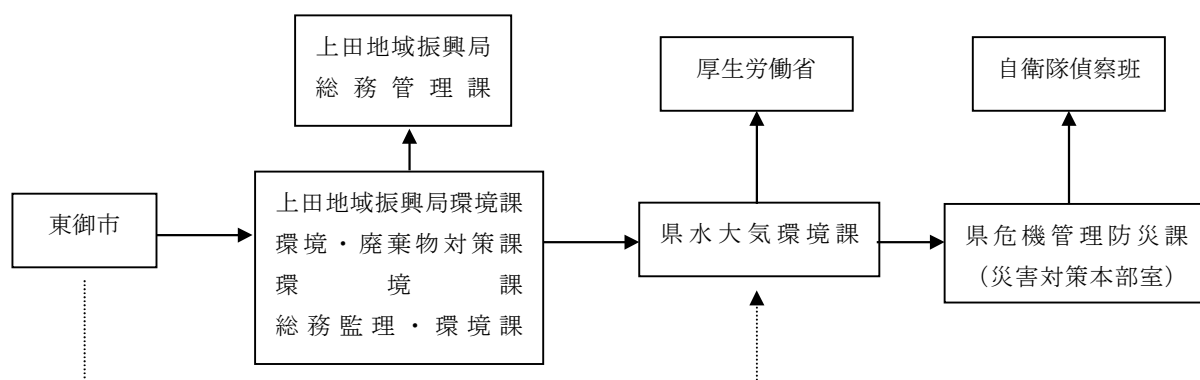 上田地域振興局
総務管理課
厚生労働省
自衛隊偵察班
東御市
上田地域振興局環境課
環境・廃棄物対策課
環境課
総務監理・環境課
県水大気環境課
県危機管理防災課
（災害対策本部室）